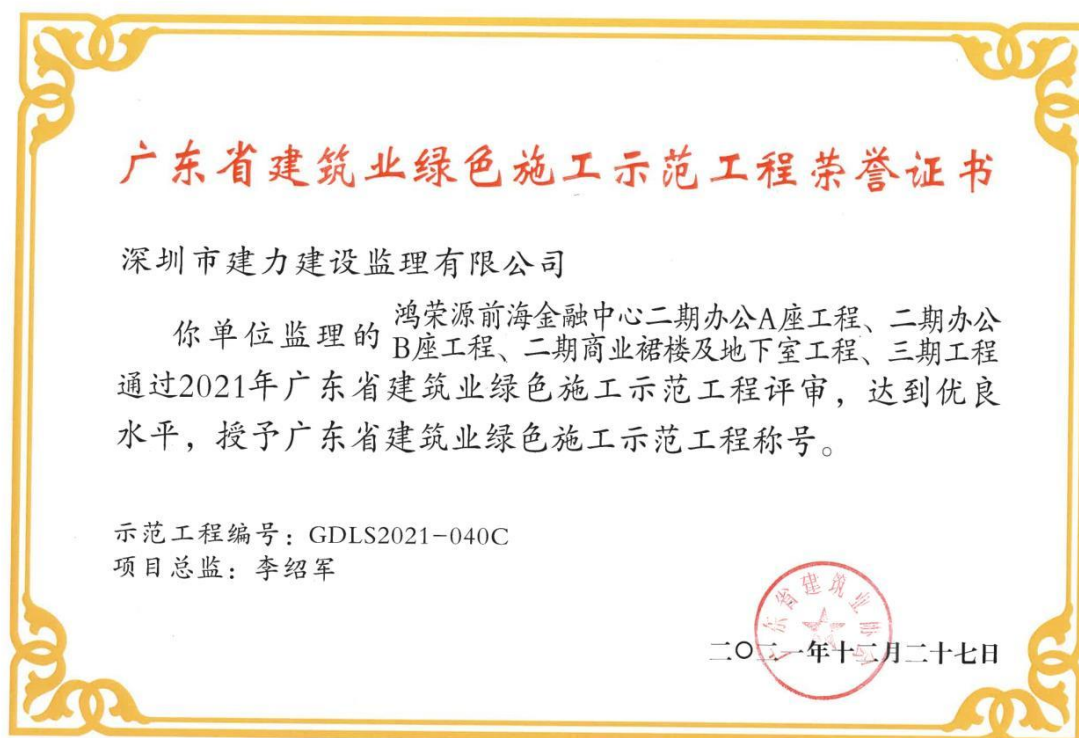 广东省建筑业绿色施工示范工程荣誉证书
深圳市建力建设监理有限公司
你单位监理的鸿荣源前海金融中心二期办公A座工程、二期办公
B座工程、二期商业裙楼及地下室工程、三期工程
通过2021年广东省建筑业绿色施工示范工程评审，达到优良
水平，授予广东省建筑业绿色施工示范工程称号。
示范工程编号：GDLS2021-040C
项目总监：李绍军
广东省建筑业协会
二〇二一年十二月二十七日